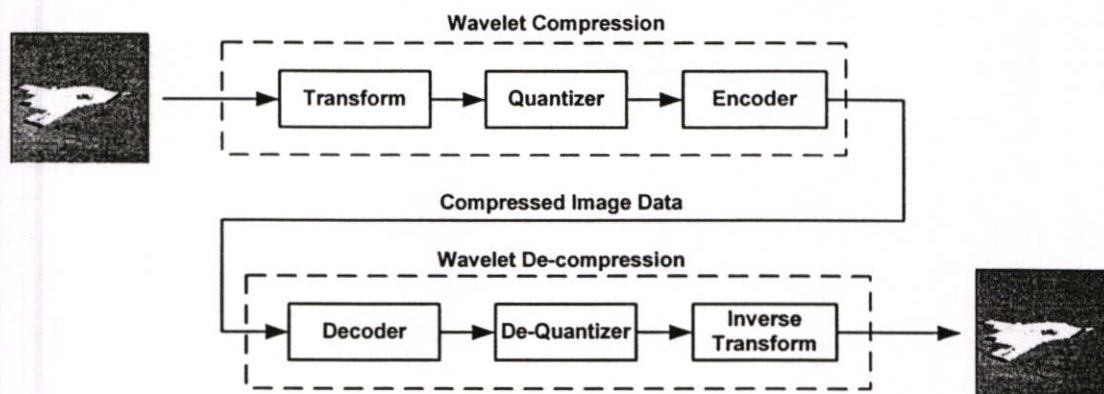 Wavelet Compression
Transform
Quantizer
Encoder
Compressed Image Data
Wavelet De-compression
Decoder
De-Quantizer
Inverse
Transform